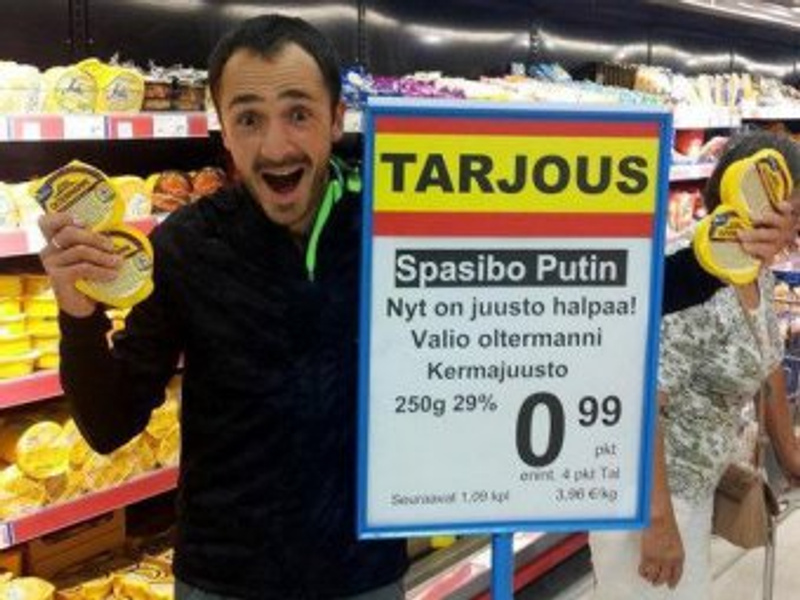 TARJOUS
Spasibo Putin
Nyt on juusto halpaa!
Valio oltermanni
Kermajuusto
250g 29%
0 99
pkt
enint. 4 pkt Tal
Seuraavat 1,09 kpl 3,96 €/kg